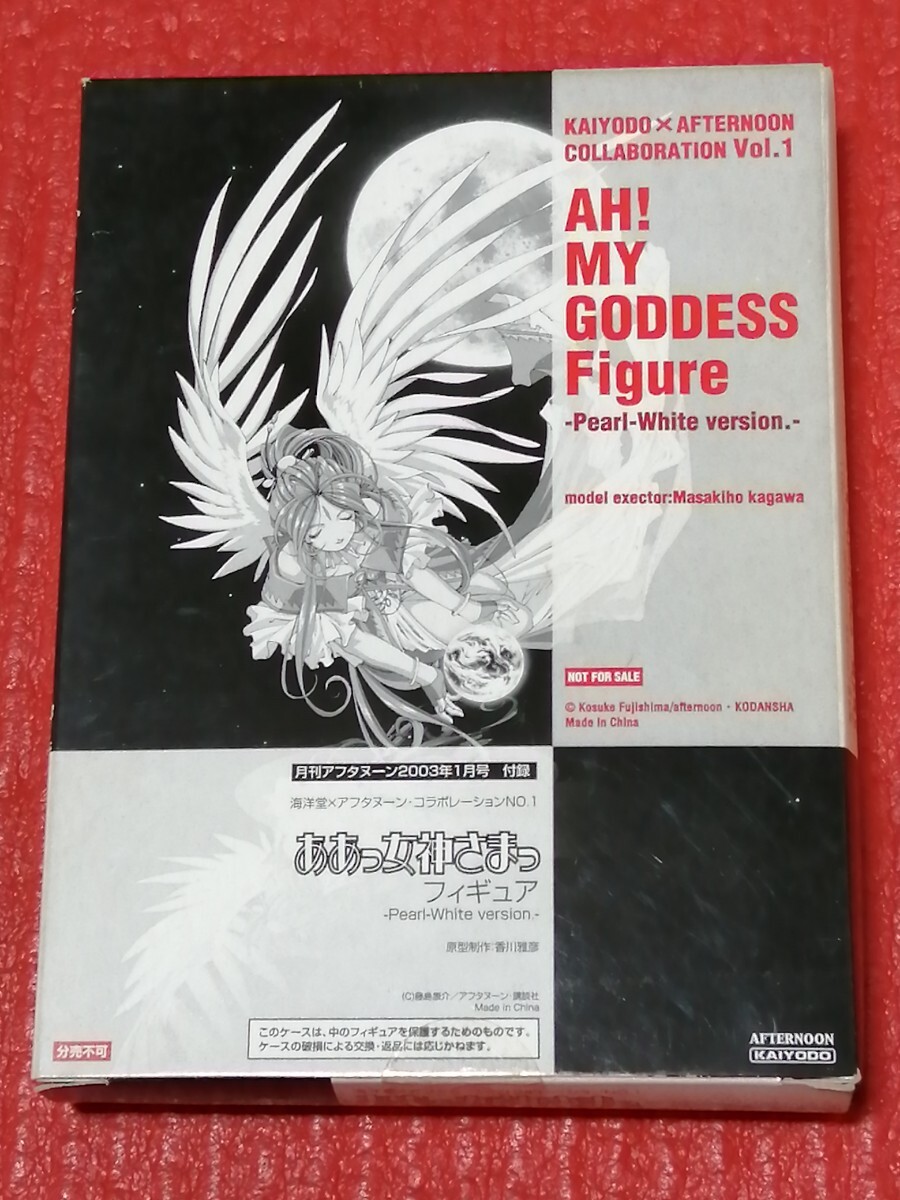 KAIYODO×AFTERNOON
COLLABORATION Vol.1
AH!
MY
GODDESS
Figure
-Pearl-White version.-
model exector:Masakiho kagawa
NOT FOR SALE
© Kosuke Fujishima/afternoon・KODANSHA
Made in China
月刊アフタヌーン2003年1月号 付録
海洋堂×アフタヌーン・コラボレーションNO.1
ああっ女神さまっ
フィギュア
-Pearl-White version.-
原型制作:香川雅彦
(C)藤島康介/アフタヌーン・講談社
Made in China
このケースは、中のフィギュアを保護するためのものです。
ケースの破損による交換・返品には応じかねます。
分売不可
AFTERNOON
KAIYODO